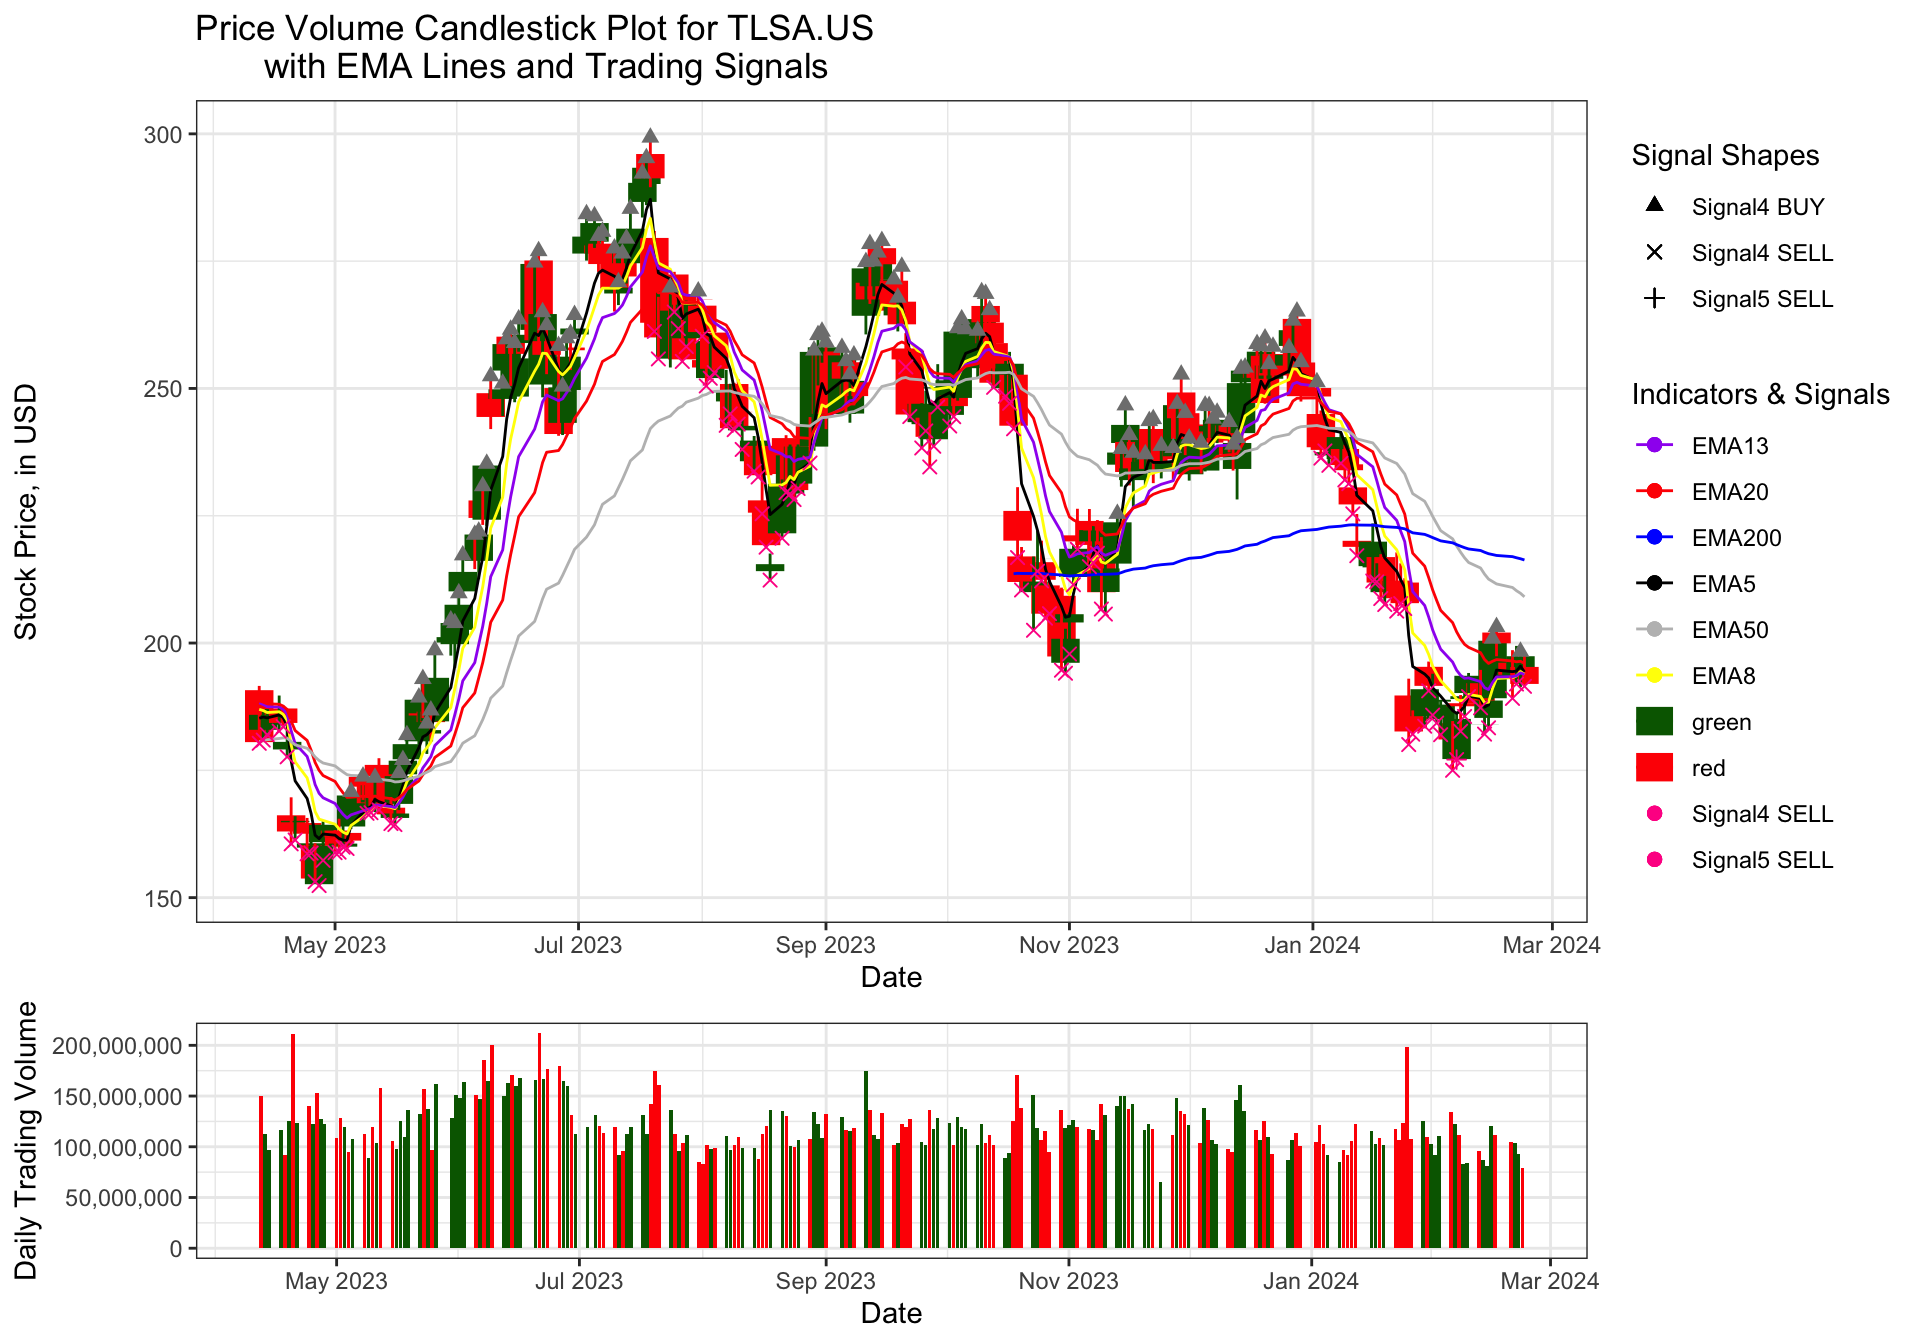 Price Volume Candlestick Plot for TLSA.US
with EMA Lines and Trading Signals
Stock Price, in USD
300
250
200
150
May 2023
Jul 2023
Sep 2023
Nov 2023
Jan 2024
Mar 2024
Date
Signal Shapes
Signal4 BUY
Signal4 SELL
Signal5 SELL
Indicators & Signals
EMA13
EMA20
EMA200
EMA5
EMA50
EMA8
green
red
Signal4 SELL
Signal5 SELL
Daily Trading Volume
200,000,000
150,000,000
100,000,000
50,000,000
0
May 2023
Jul 2023
Sep 2023
Nov 2023
Jan 2024
Mar 2024
Date